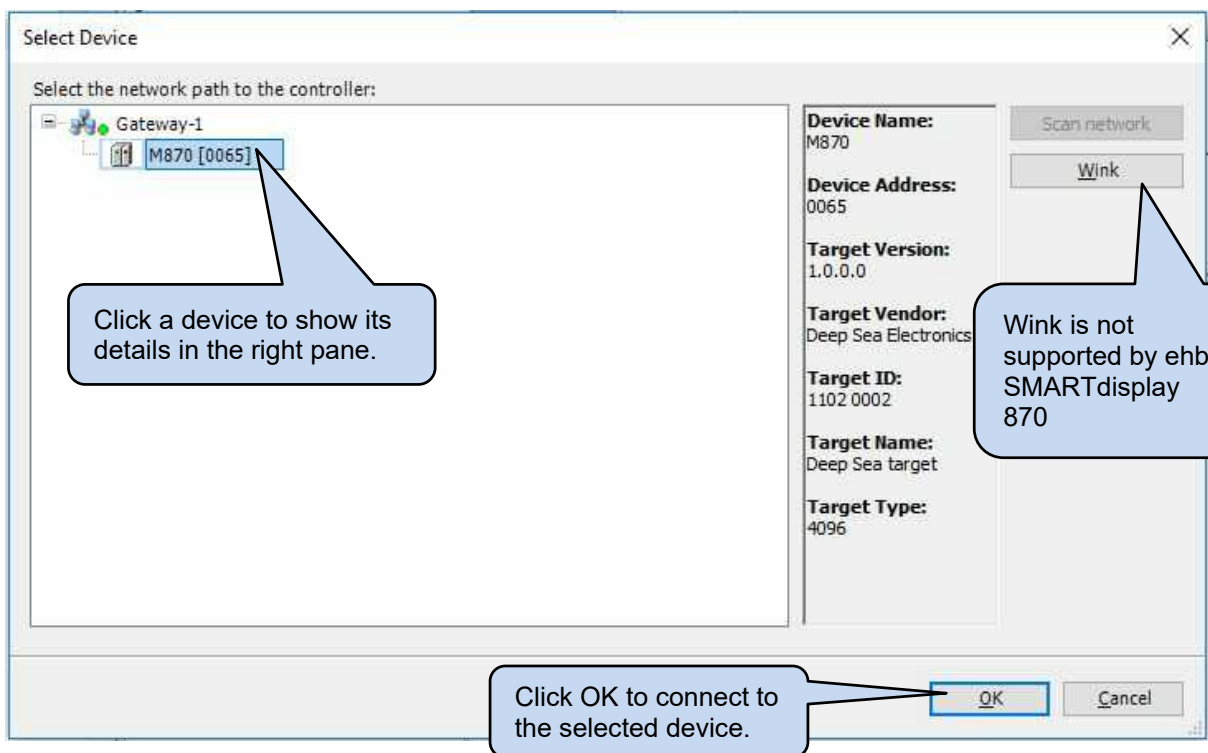 Select Device
Select the network path to the controller:
Gateway-1
M870 [0065]
Click a device to show its
details in the right pane.
Device Name:
M870
Device Address:
0065
Target Version:
1.0.0.0
Target Vendor:
Deep Sea Electronics
Target ID:
1102 0002
Target Name:
Deep Sea target
Target Type:
4096
Scan network
Wink
Wink is not
supported by ehb
SMARTdisplay
870
Click OK to connect to
the selected device.
OK
Cancel